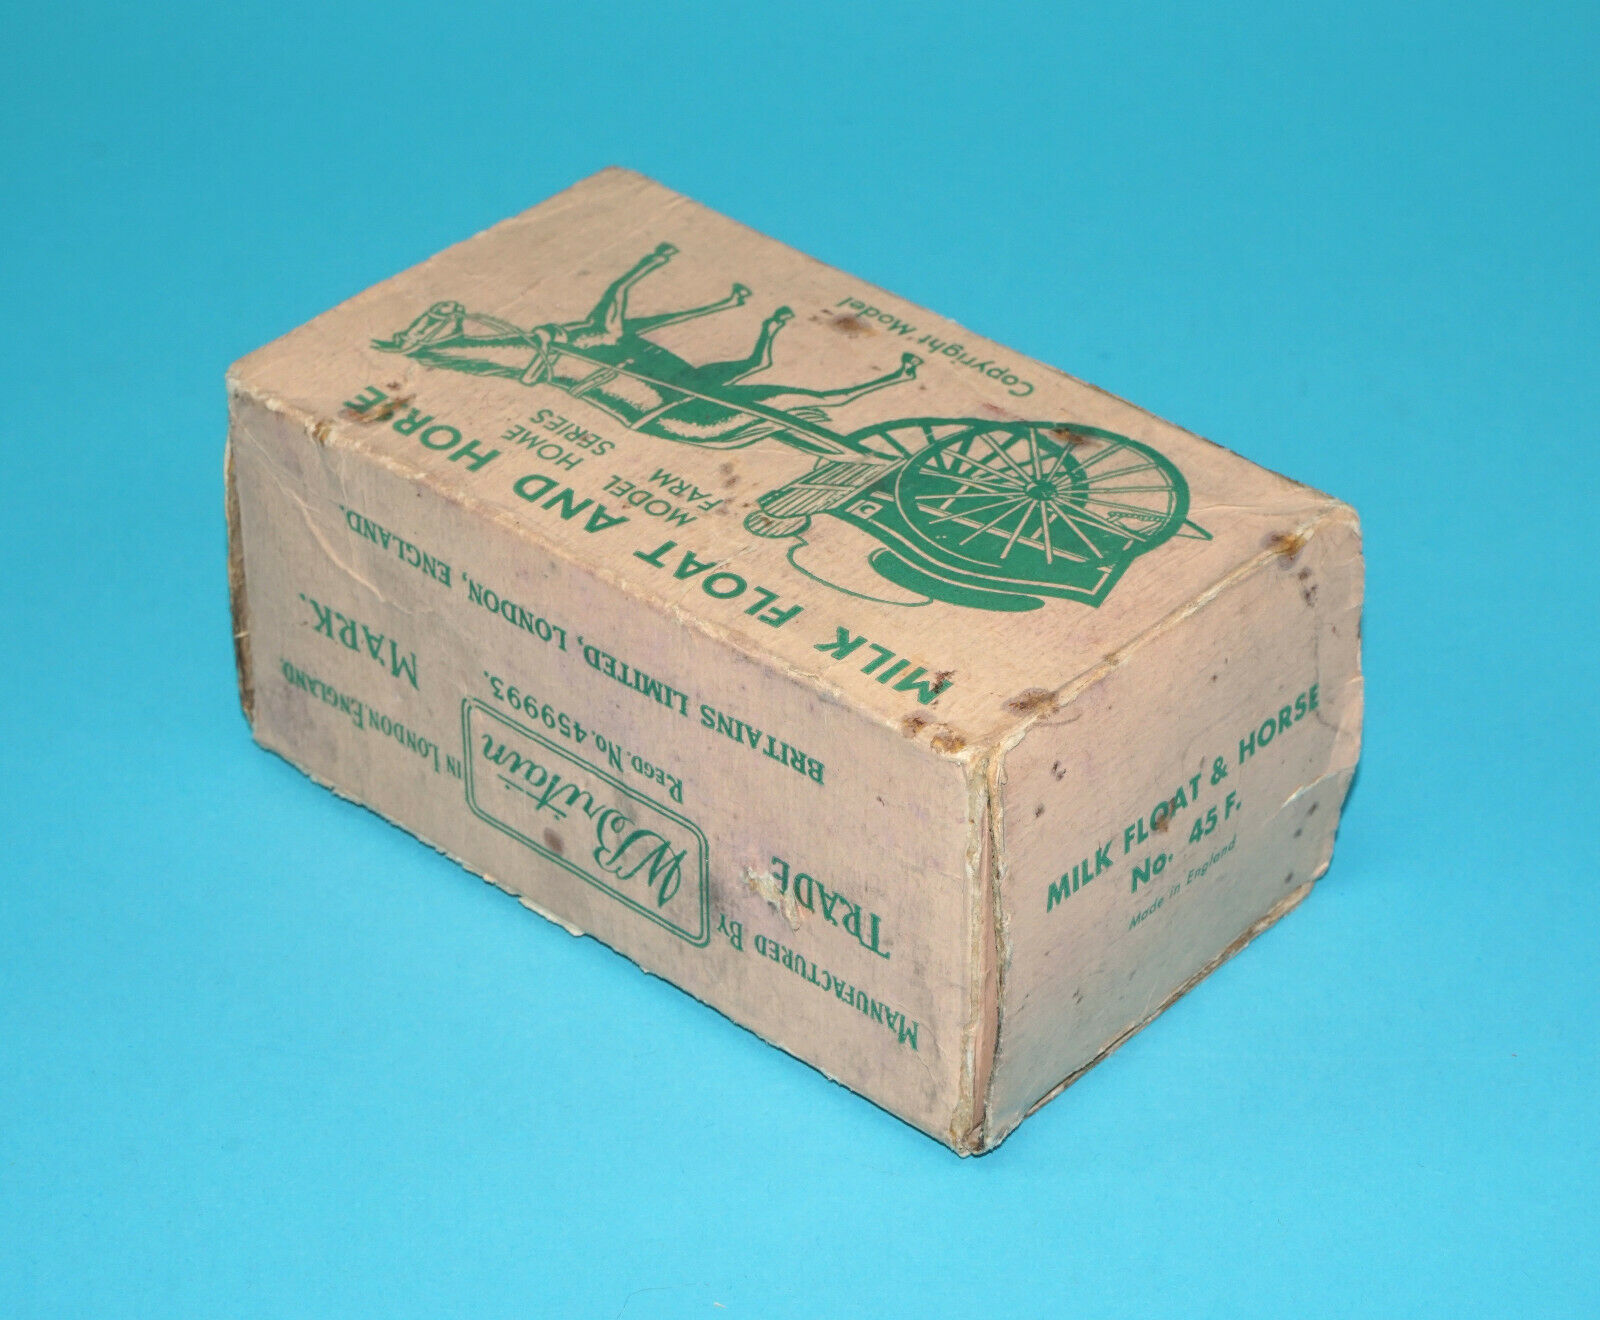 MILK FLOAT AND HORSE
MODEL HOME
FARM SERIES
Copyright Model
BRITAINS LIMITED, LONDON, ENGLAND.
REGD. No. 459993.
TRADE MARK.
W Britain
MANUFACTURED BY IN LONDON, ENGLAND.
MILK FLOAT & HORSE
No. 45 F.
Made in England